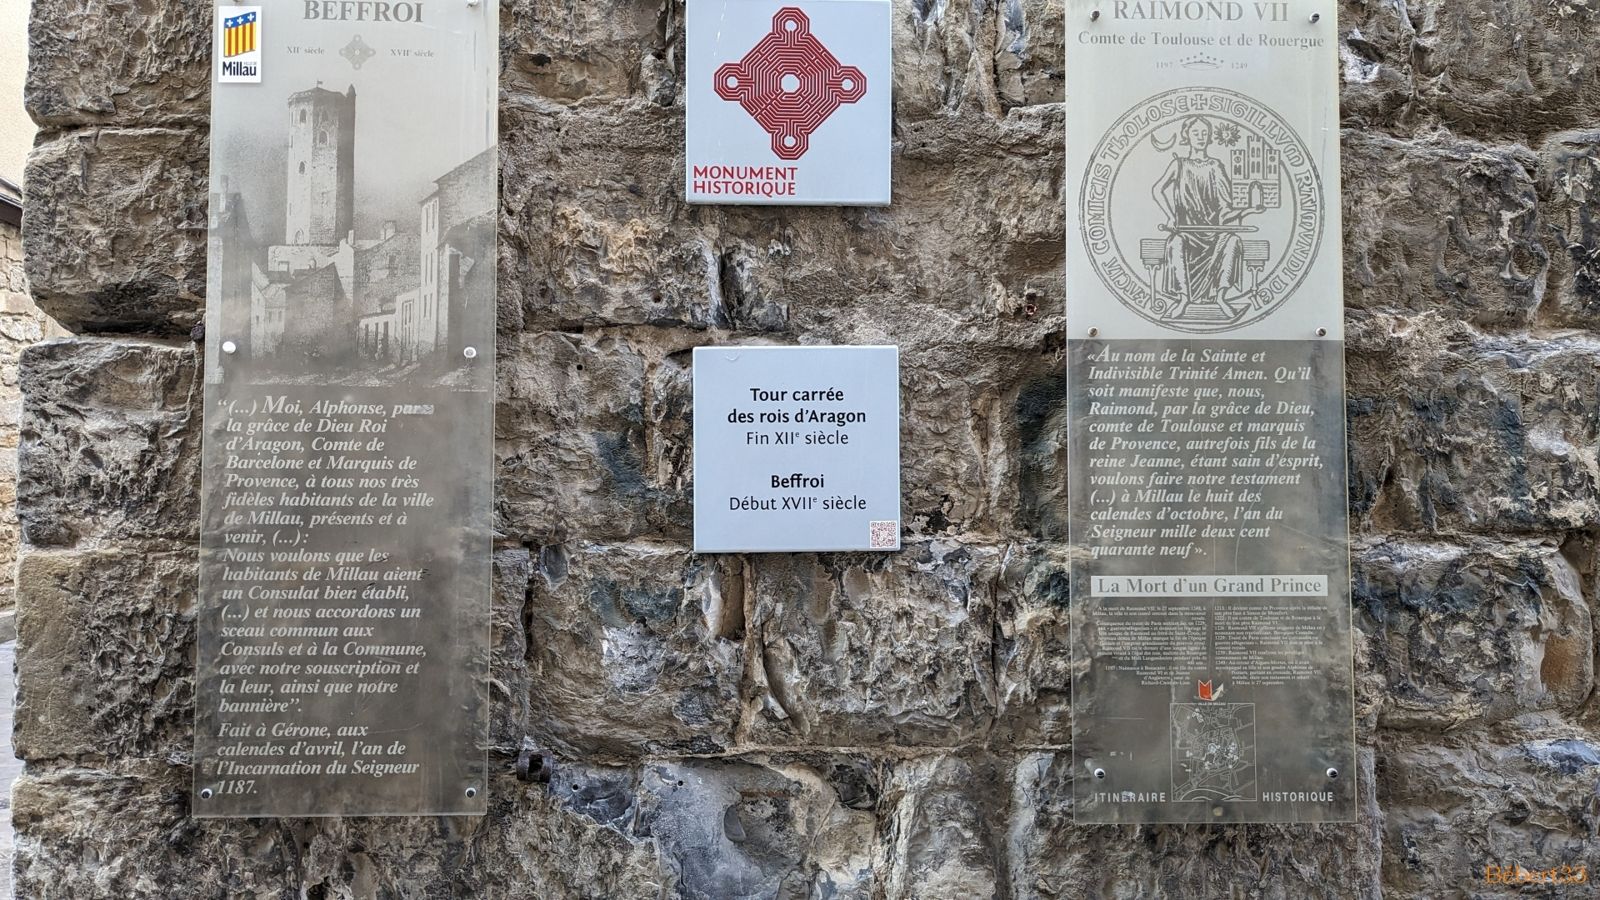 BEFFROI
XIIe siècle
XVIIe siècle
Millau
“(...) Moi, Alphonse, par
la grâce de Dieu Roi
d’Aragon, Comte de
Barcelone et Marquis de
Provence, à tous nos très
fidèles habitants de la ville
de Millau, présents et à
venir, (...) :
Nous voulons que les
habitants de Millau aient
un Consulat bien établi,
(...) et nous accordons un
sceau commun aux
Consuls et à la Commune,
avec notre souscription et
la leur, ainsi que notre
bannière”.
Fait à Gérone, aux
calendes d’avril, l’an de
l’Incarnation du Seigneur
1187.
MONUMENT
HISTORIQUE
Tour carrée
des rois d’Aragon
Fin XIIe siècle
Beffroi
Début XVIIe siècle
RAIMOND VII
Comte de Toulouse et de Rouergue
1197 1249
COMITIS THOLOSE + SIGILLVM
«Au nom de la Sainte et
Indivisible Trinité Amen. Qu’il
soit manifeste que, nous,
Raimond, par la grâce de Dieu,
comte de Toulouse et marquis
de Provence, autrefois fils de la
reine Jeanne, étant sain d’ésprit,
voulons faire notre testament
(...) à Millau le huit des
calendes d’octobre, l’an du
Seigneur mille deux cent
quarante neuf ».
La Mort d’un Grand Prince
VILLE DE MILLAU
ITINERAIRE HISTORIQUE
Bébert33